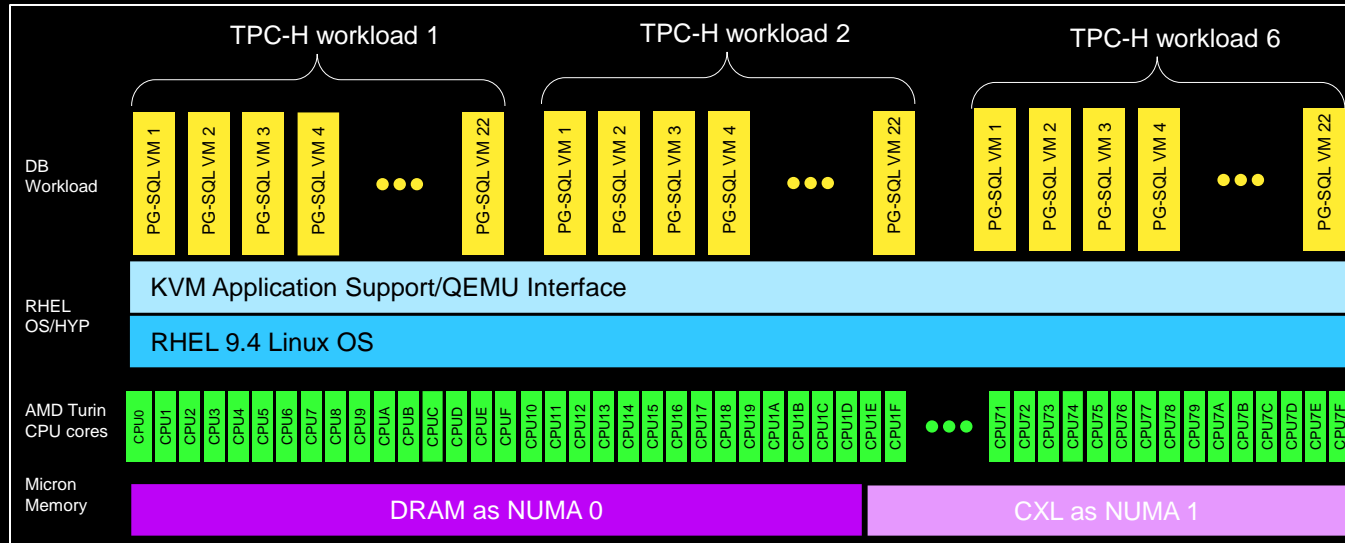 TPC-H workload 1
TPC-H workload 2
TPC-H workload 6
DB
Workload
PG-SQL VM 1
PG-SQL VM 2
PG-SQL VM 3
PG-SQL VM 4
PG-SQL VM 22
PG-SQL VM 1
PG-SQL VM 2
PG-SQL VM 3
PG-SQL VM 4
PG-SQL VM 22
PG-SQL VM 1
PG-SQL VM 2
PG-SQL VM 3
PG-SQL VM 4
PG-SQL VM 22
RHEL
OS/HYP
KVM Application Support/QEMU Interface
RHEL 9.4 Linux OS
AMD Turin
CPU cores
CPU0
CPU1
CPU2
CPU3
CPU4
CPU5
CPU6
CPU7
CPU8
CPU9
CPUA
CPUB
CPUC
CPUD
CPUE
CPUF
CPU10
CPU11
CPU12
CPU13
CPU14
CPU15
CPU16
CPU17
CPU18
CPU19
CPU1A
CPU1B
CPU1C
CPU1D
CPU1E
CPU1F
CPU71
CPU72
CPU73
CPU74
CPU75
CPU76
CPU77
CPU78
CPU79
CPU7A
CPU7B
CPU7C
CPU7D
CPU7E
CPU7F
Micron
Memory
DRAM as NUMA 0
CXL as NUMA 1